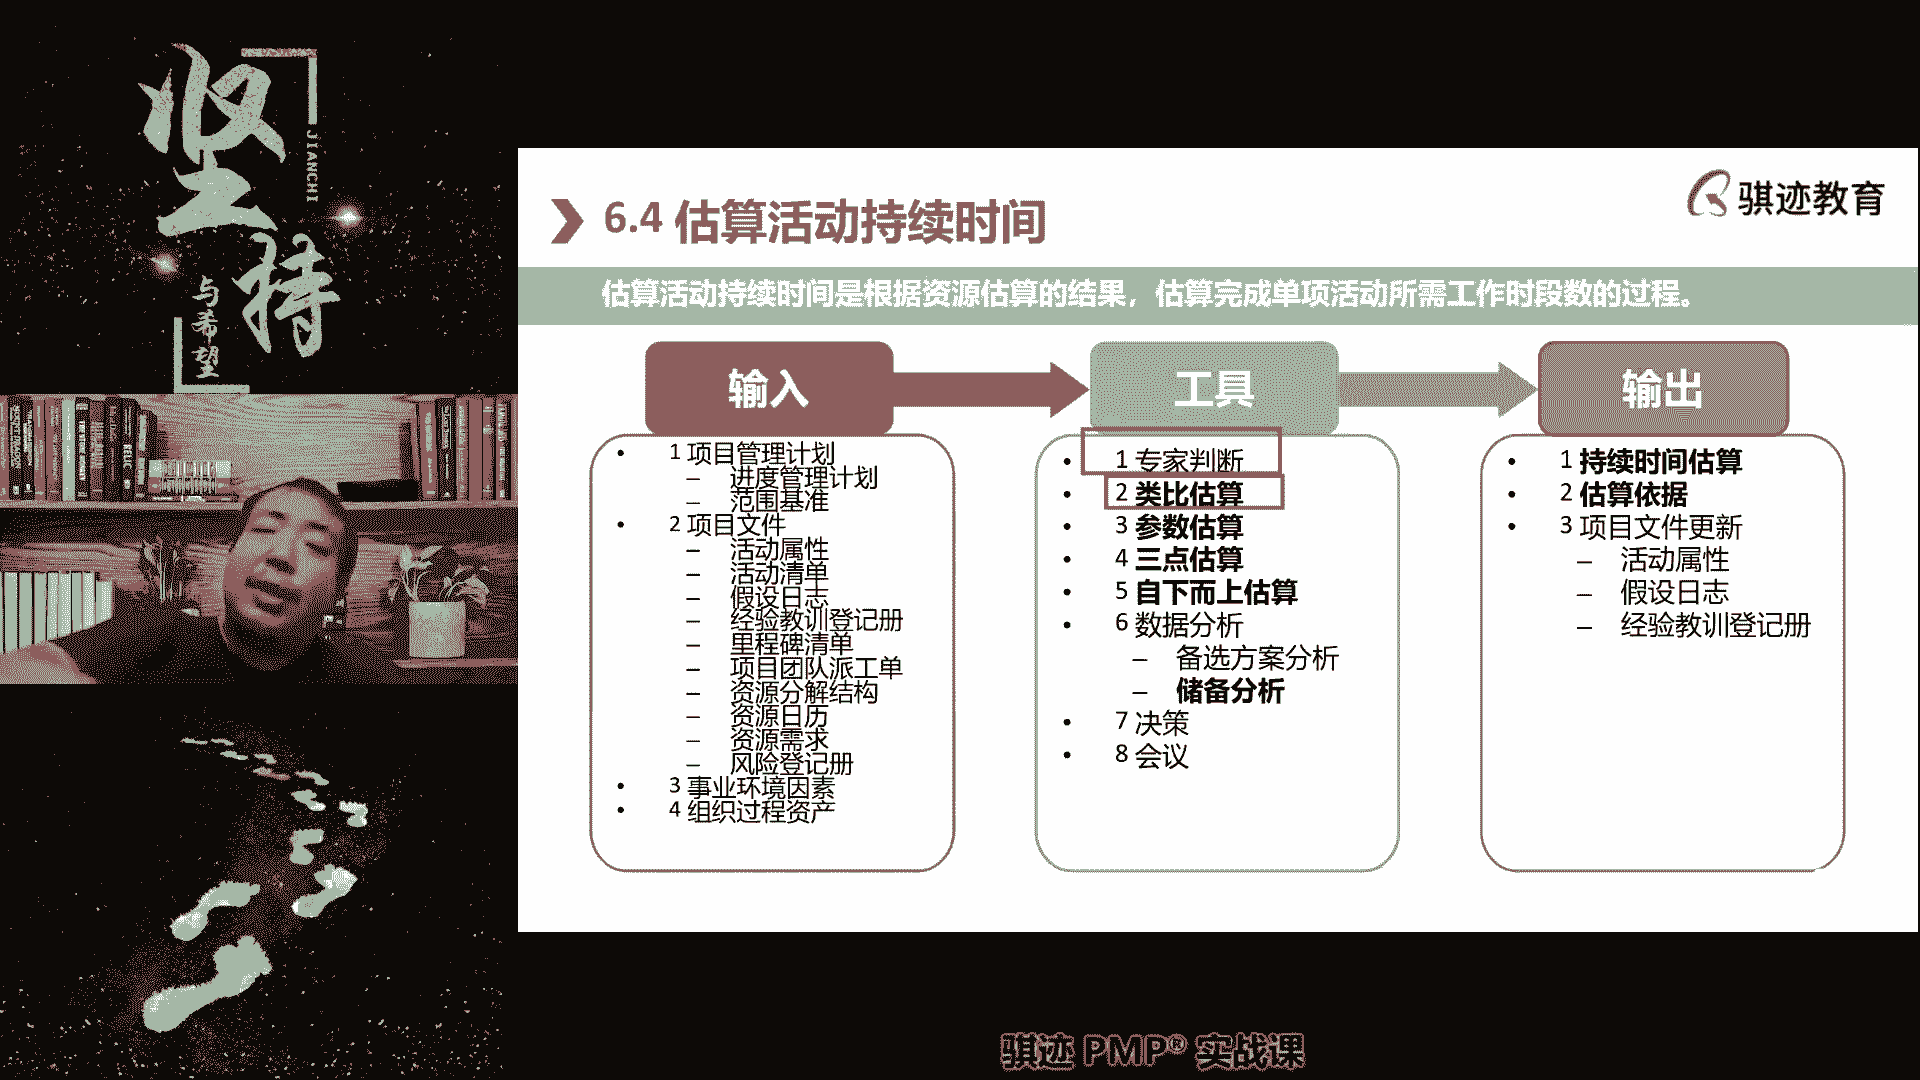 坚持
JIANCHI
与希望
骐迹教育
6.4 估算活动持续时间
估算活动持续时间是根据资源估算的结果，估算完成单项活动所需工作时段数的过程。
输入
• 1 项目管理计划
– 进度管理计划
– 范围基准
• 2 项目文件
– 活动属性
– 活动清单
– 假设日志
– 经验教训登记册
– 里程碑清单
– 项目团队派工单
– 资源分解结构
– 资源日历
– 资源需求
– 风险登记册
• 3 事业环境因素
• 4 组织过程资产
工具
• 1 专家判断
• 2 类比估算
• 3 参数估算
• 4 三点估算
• 5 自下而上估算
• 6 数据分析
– 备选方案分析
– 储备分析
• 7 决策
• 8 会议
输出
• 1 持续时间估算
• 2 估算依据
• 3 项目文件更新
– 活动属性
– 假设日志
– 经验教训登记册
骐迹 PMP® 实战课